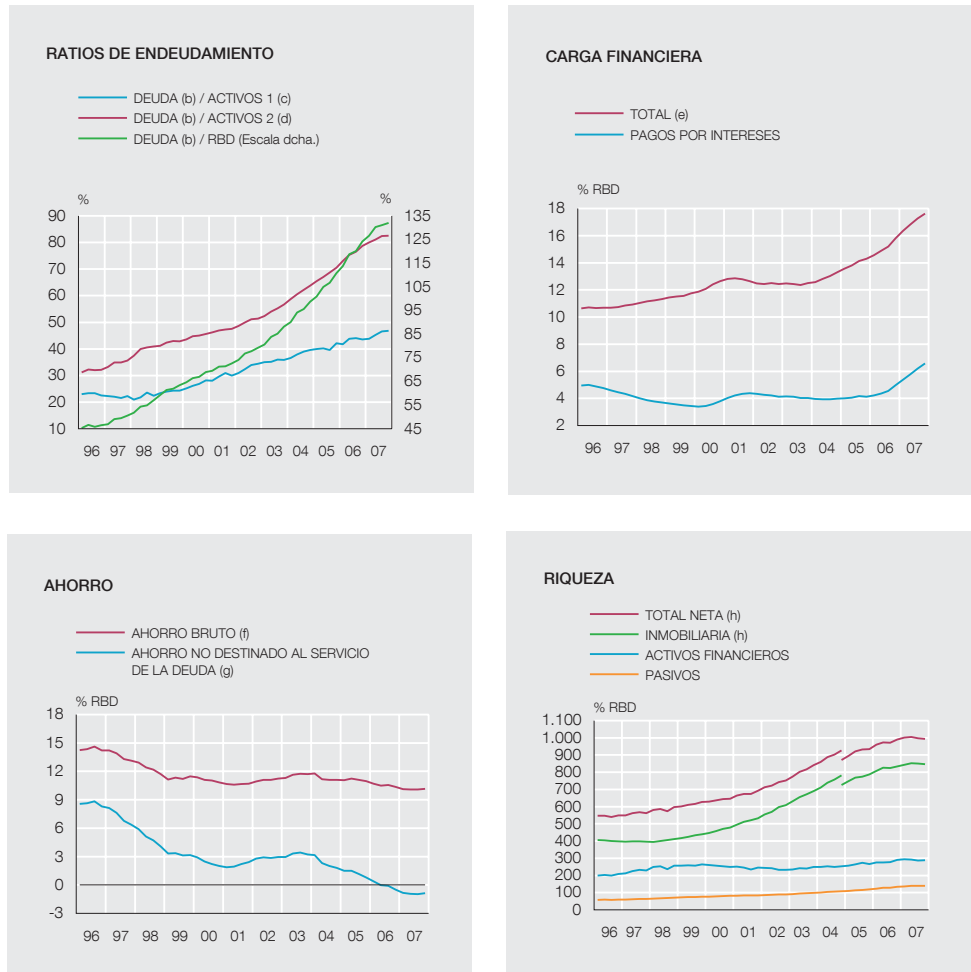 RATIOS DE ENDEUDAMIENTO
DEUDA (b) / ACTIVOS 1 (c)
DEUDA (b) / ACTIVOS 2 (d)
DEUDA (b) / RBD (Escala dcha.)
% %
90 135
80 125
70 115
60 105
50 95
40 85
30 75
20 65
10 55
45
96 97 98 99 00 01 02 03 04 05 06 07
CARGA FINANCIERA
TOTAL (e)
PAGOS POR INTERESES
% RBD
18
16
14
12
10
8
6
4
2
96 97 98 99 00 01 02 03 04 05 06 07
AHORRO
AHORRO BRUTO (f)
AHORRO NO DESTINADO AL SERVICIO
DE LA DEUDA (g)
% RBD
18
15
12
9
6
3
0
-3
96 97 98 99 00 01 02 03 04 05 06 07
RIQUEZA
TOTAL NETA (h)
INMOBILIARIA (h)
ACTIVOS FINANCIEROS
PASIVOS
% RBD
1.100
1.000
900
800
700
600
500
400
300
200
100
0
96 97 98 99 00 01 02 03 04 05 06 07